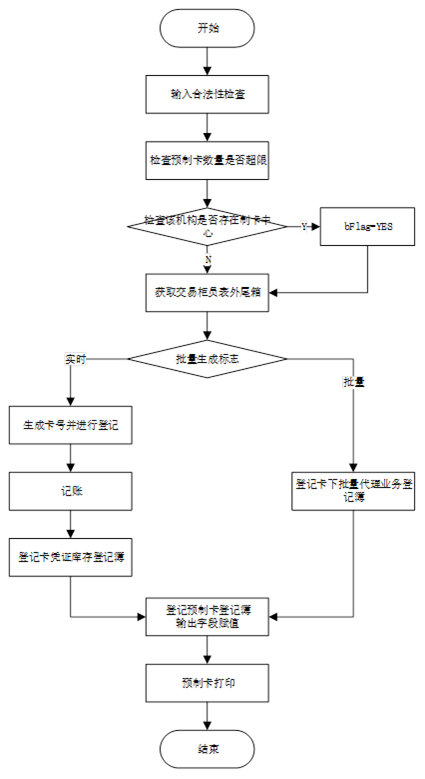 开始
输入合法性检查
检查预制卡数量是否超限
检查该机构是否存在制卡中
心
Y
bFlag=YES
N
获取交易柜员表外尾箱
批量生成标志
实时
批量
生成卡号并进行登记
记账
登记卡下批量代理业务登
记簿
登记卡凭证库存登记簿
登记预制卡登记簿
输出字段赋值
预制卡打印
结束